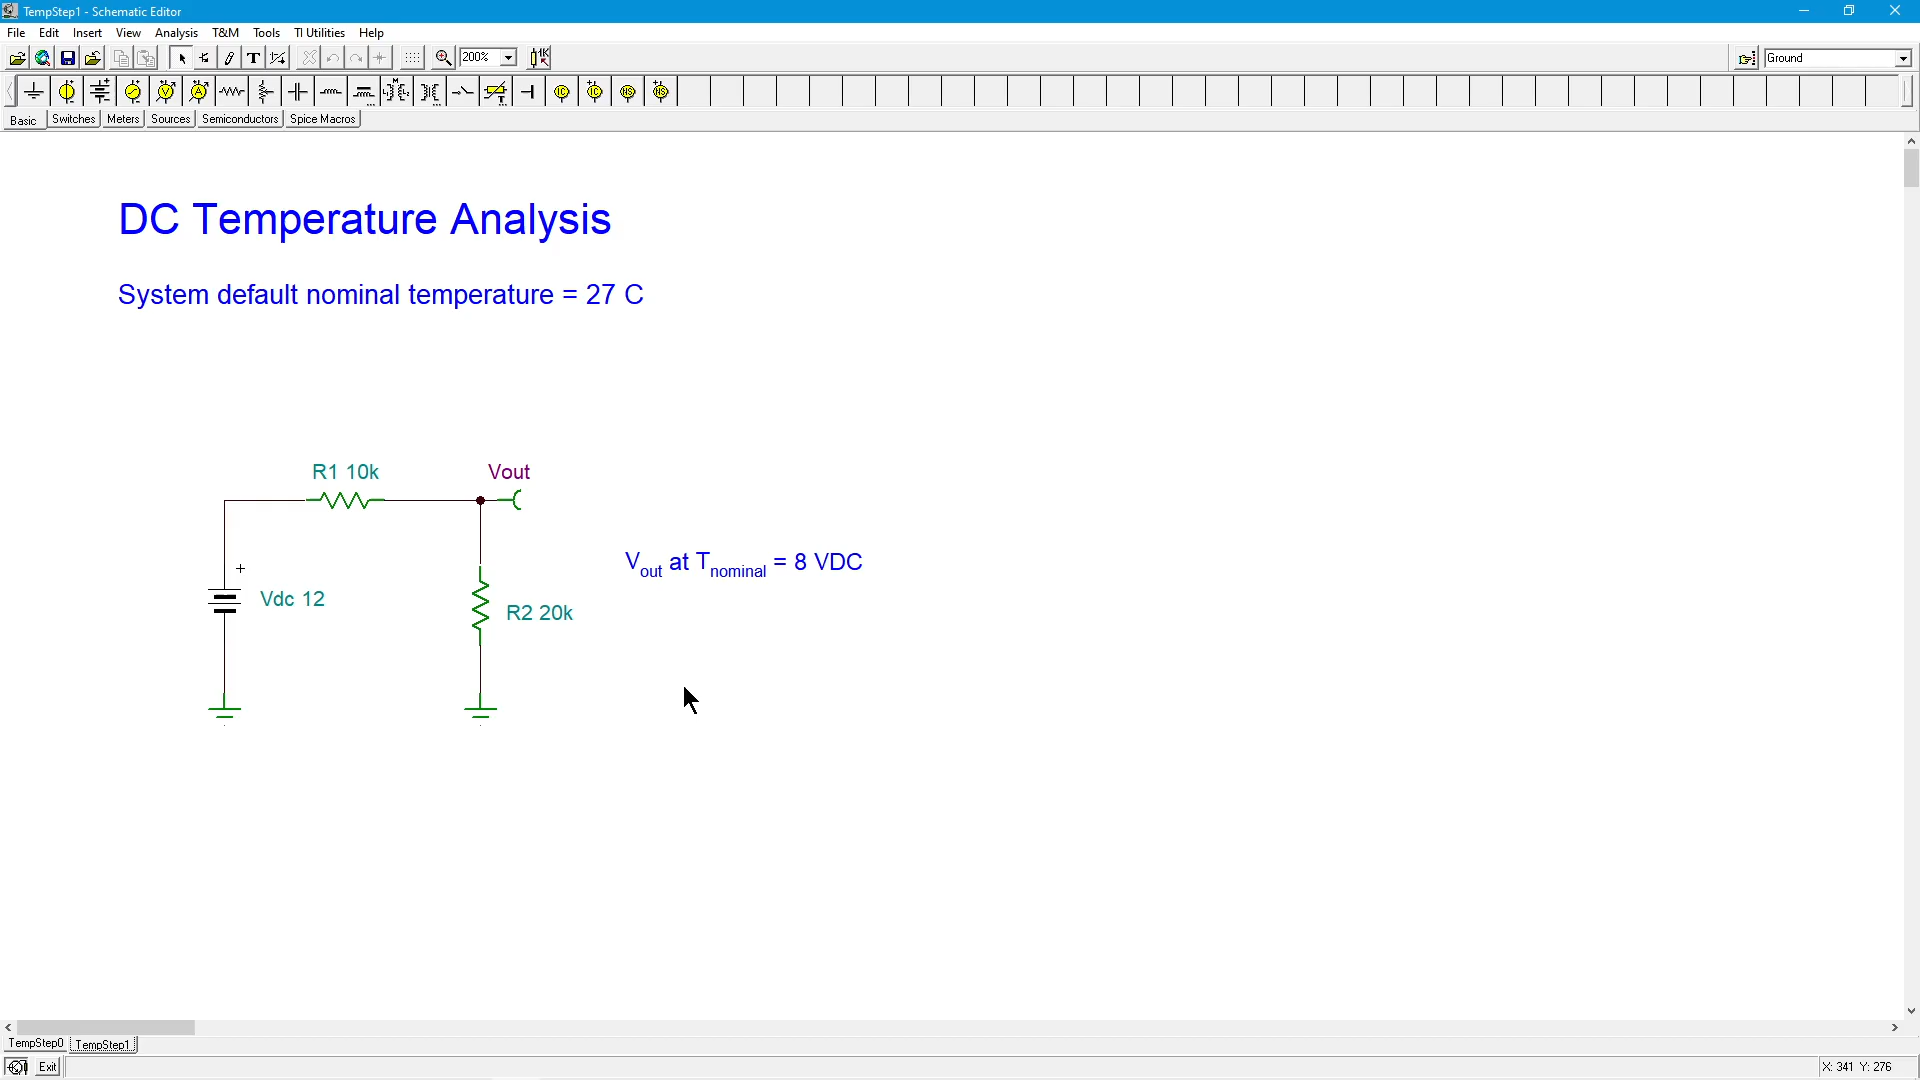 TempStep1 - Schematic Editor
File Edit Insert View Analysis T&M Tools TI Utilities Help
200% 1K Ground
Basic Switches Meters Sources Semiconductors Spice Macros
DC Temperature Analysis
System default nominal temperature = 27 C
R1 10k Vout
Vout at Tnominal = 8 VDC
+
Vdc 12
R2 20k
TempStep0 TempStep1
Exit X: 341 Y: 276